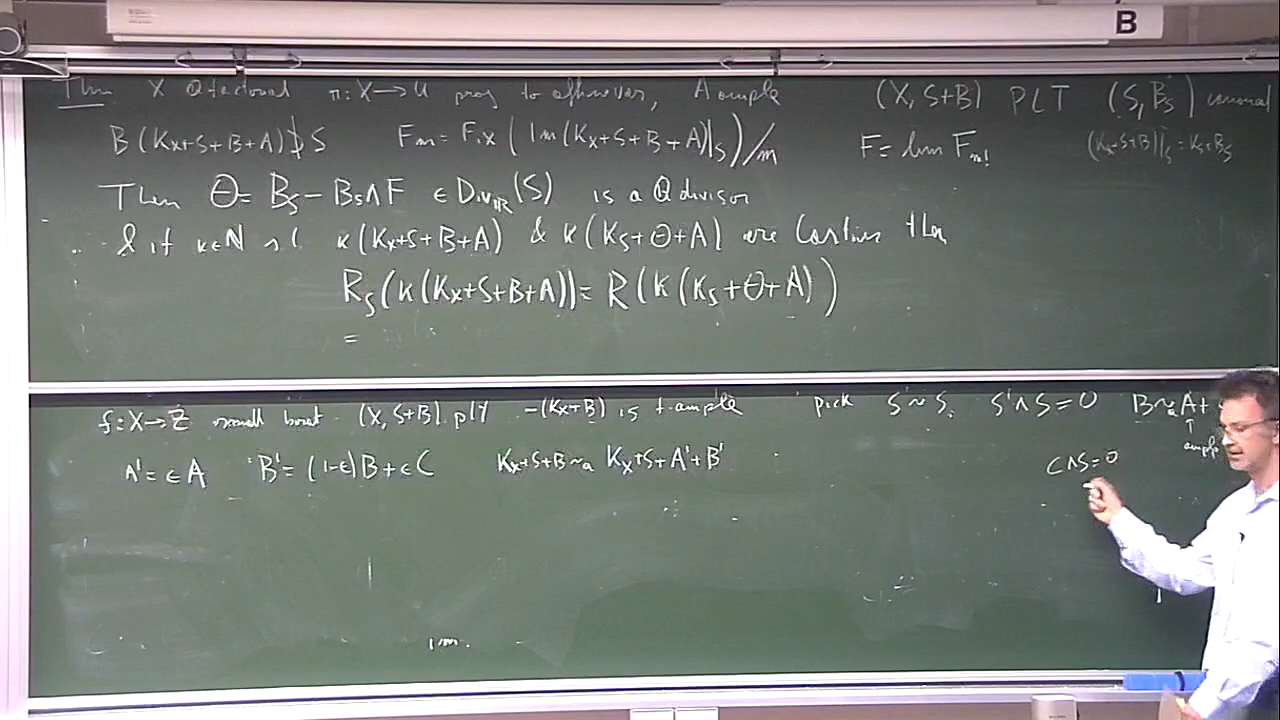 B
Thm X Q factorial π: X → U proj to affine var, A ample (X, S+B) PLT (S, B_S) canonical
B(K_X+S+B+A) ⊅ S F_m = Fix(|m(K_X+S+B+A)|_S)/m F = lim F_m! (K_X+S+B)|_S = K_S+B_S
Then Θ = B_S - B_S ∧ F ∈ Div_ℝ(S) is a Q divisor
& if k∈ℕ s.t. k(K_X+S+B+A) & k(K_S+Θ+A) are Cartier then
R_S(k(K_X+S+B+A)) = R(k(K_S+Θ+A))
=
f: X → Z small birat. (X, S+B) plt -(K_X+B) is f-ample pick S' ~ S. S' ∧ S = 0 B ~_Q A+
ample
A' = εA B' = (1-ε)B + εC K_X+S+B ~_Q K_X+S+A'+B' C∧S = 0